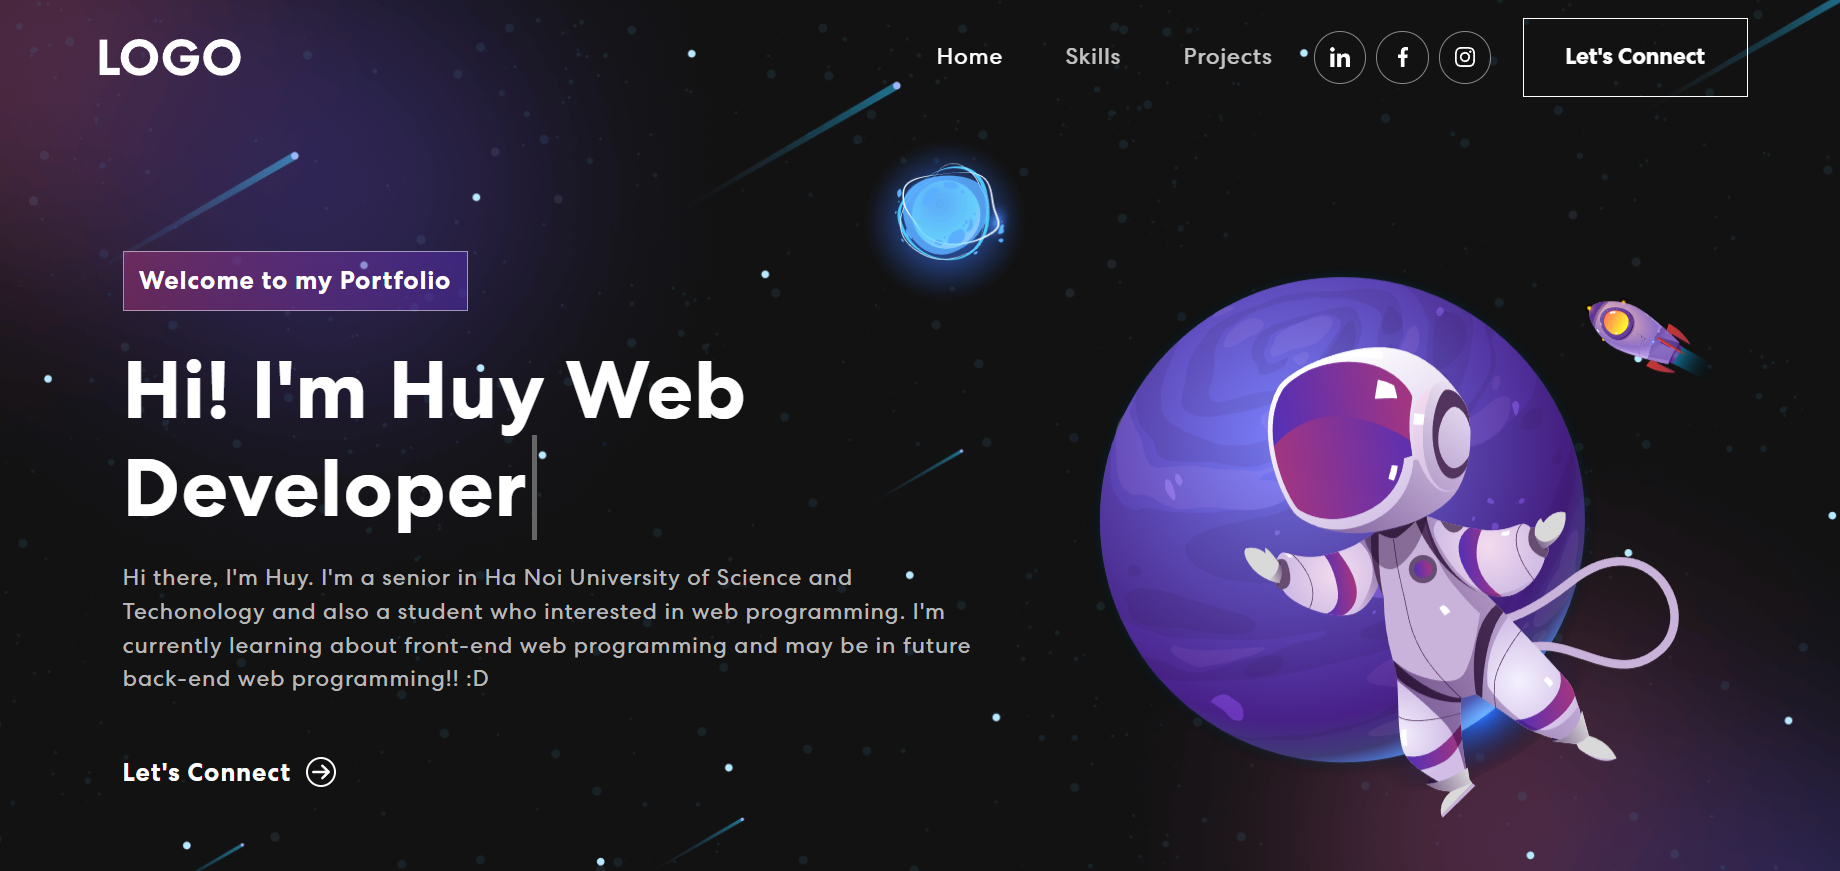 LOGO
Home Skills Projects Let's Connect
Welcome to my Portfolio
Hi! I'm Huy Web
Developer
Hi there, I'm Huy. I'm a senior in Ha Noi University of Science and
Techonology and also a student who interested in web programming. I'm
currently learning about front-end web programming and may be in future
back-end web programming!! :D
Let's Connect